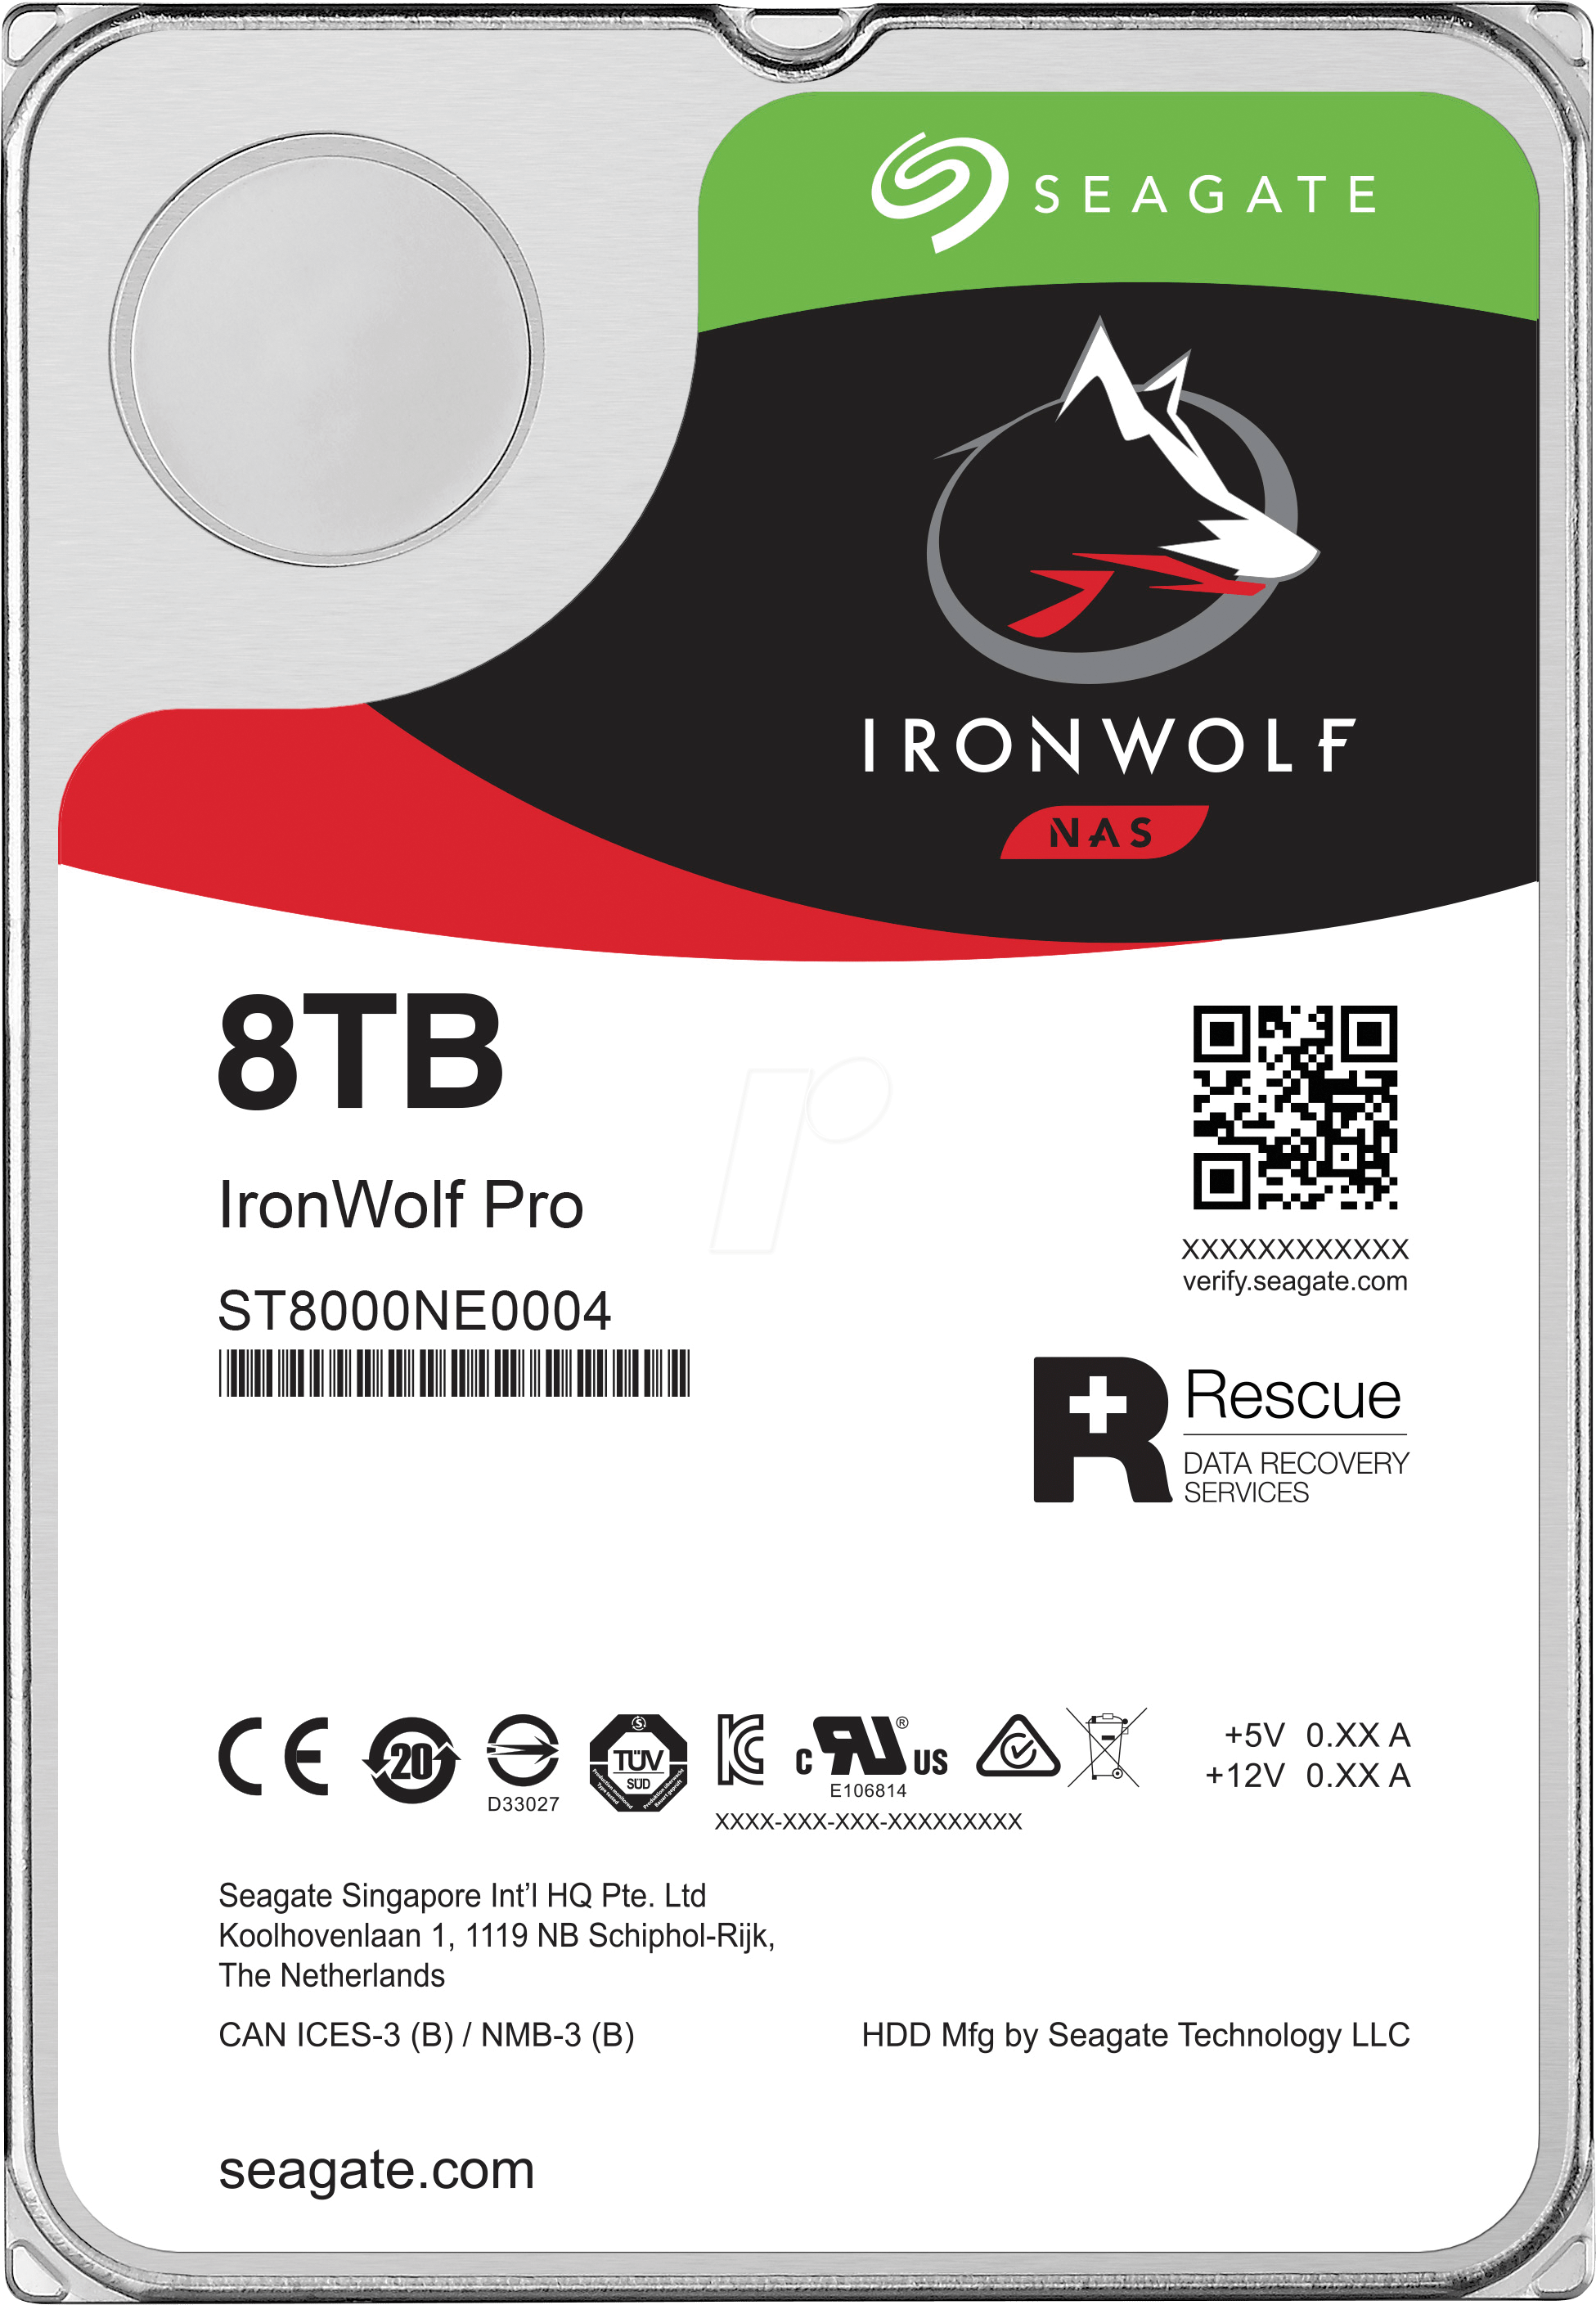 SEAGATE
IRONWOLF
NAS
8TB
IronWolf Pro
ST8000NE0004
XXXXXXXXXXXX
verify.seagate.com
Rescue
DATA RECOVERY
SERVICES
CE
20
D33027
TÜV
SÜD
C RU ® US
E106814
XXXX-XXX-XXX-XXXXXXXXX
+5V 0.XX A
+12V 0.XX A
Seagate Singapore Int'l HQ Pte. Ltd
Koolhovenlaan 1, 1119 NB Schiphol-Rijk,
The Netherlands
CAN ICES-3 (B) / NMB-3 (B)
HDD Mfg by Seagate Technology LLC
seagate.com